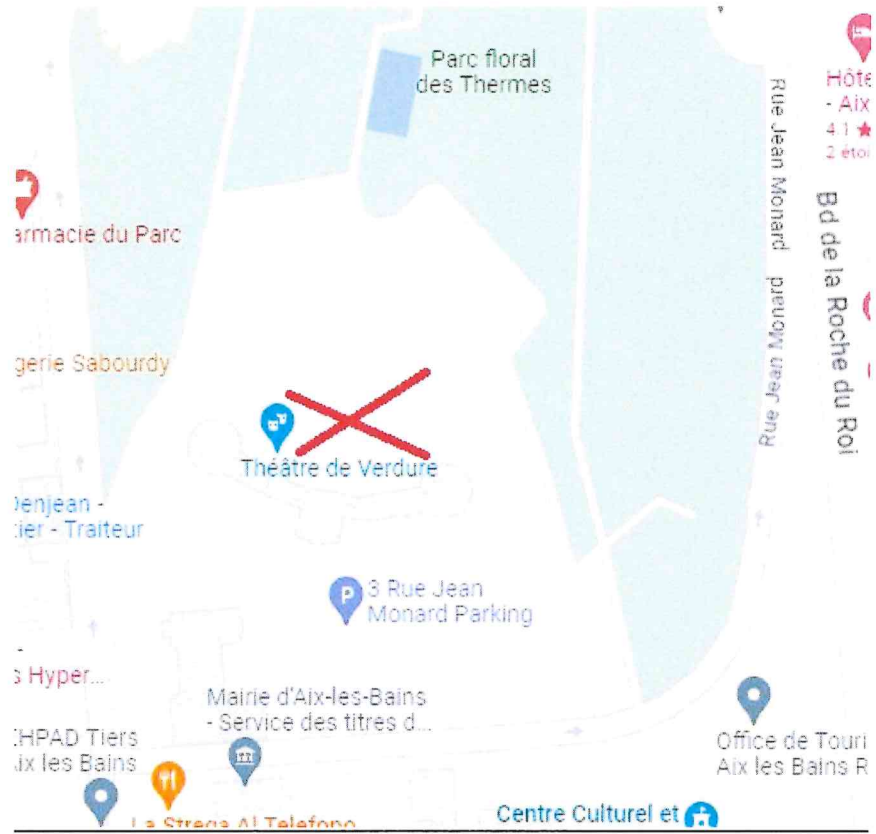 Parc floral
des Thermes
Hôte
- Aix
4.1 ★
2 étoi
Rue Jean Monard
Bd de la Roche du Roi
armacie du Parc
Rue Jean Monard
gerie Sabourdy
Théâtre de Verdure
Denjean -
tier - Traiteur
P
3 Rue Jean
Monard Parking
-
s Hyper...
Mairie d'Aix-les-Bains
- Service des titres d...
EHPAD Tiers
Aix les Bains
Office de Touri
Aix les Bains R
La Strega Al Telefono
Centre Culturel et